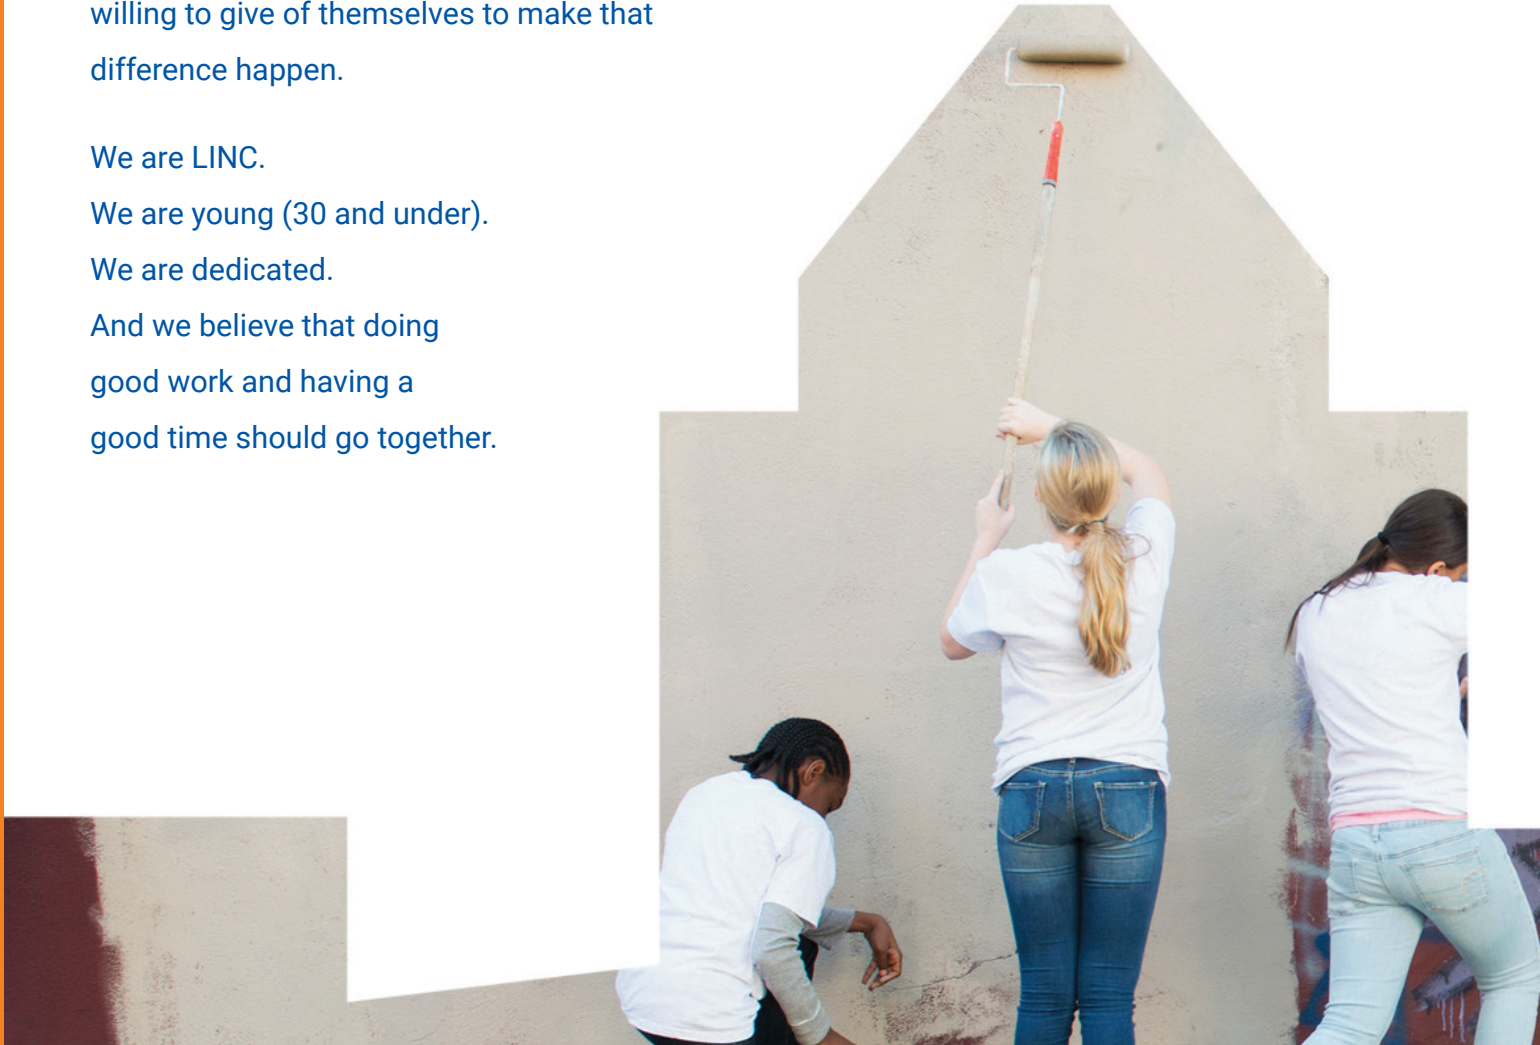 willing to give of themselves to make that
difference happen.
We are LINC.
We are young (30 and under).
We are dedicated.
And we believe that doing
good work and having a
good time should go together.